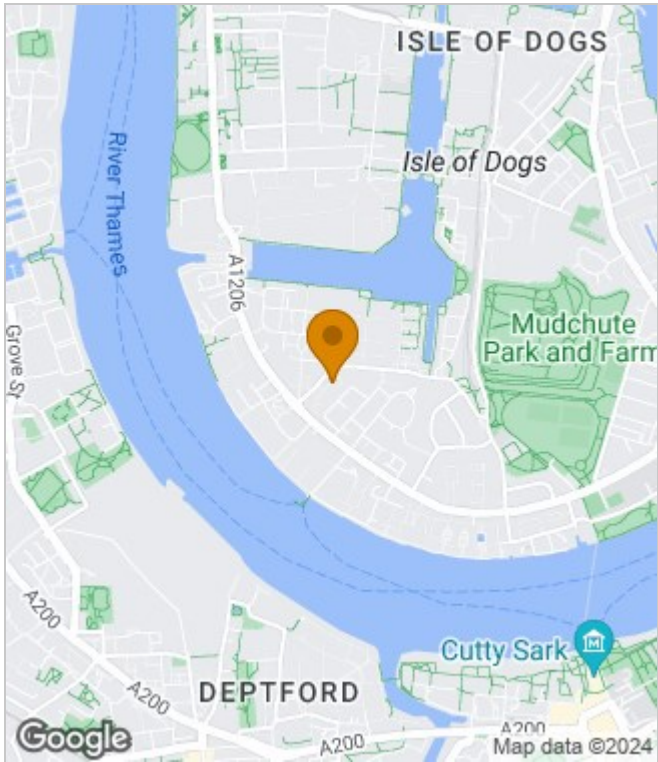 ISLE OF DOGS
Isle of Dogs
River Thames
A1206
Mudchute
Park and Farm
Grove St
A200
Cutty Sark
A200
DEPTFORD
A200
A200
Google
Map data ©2024